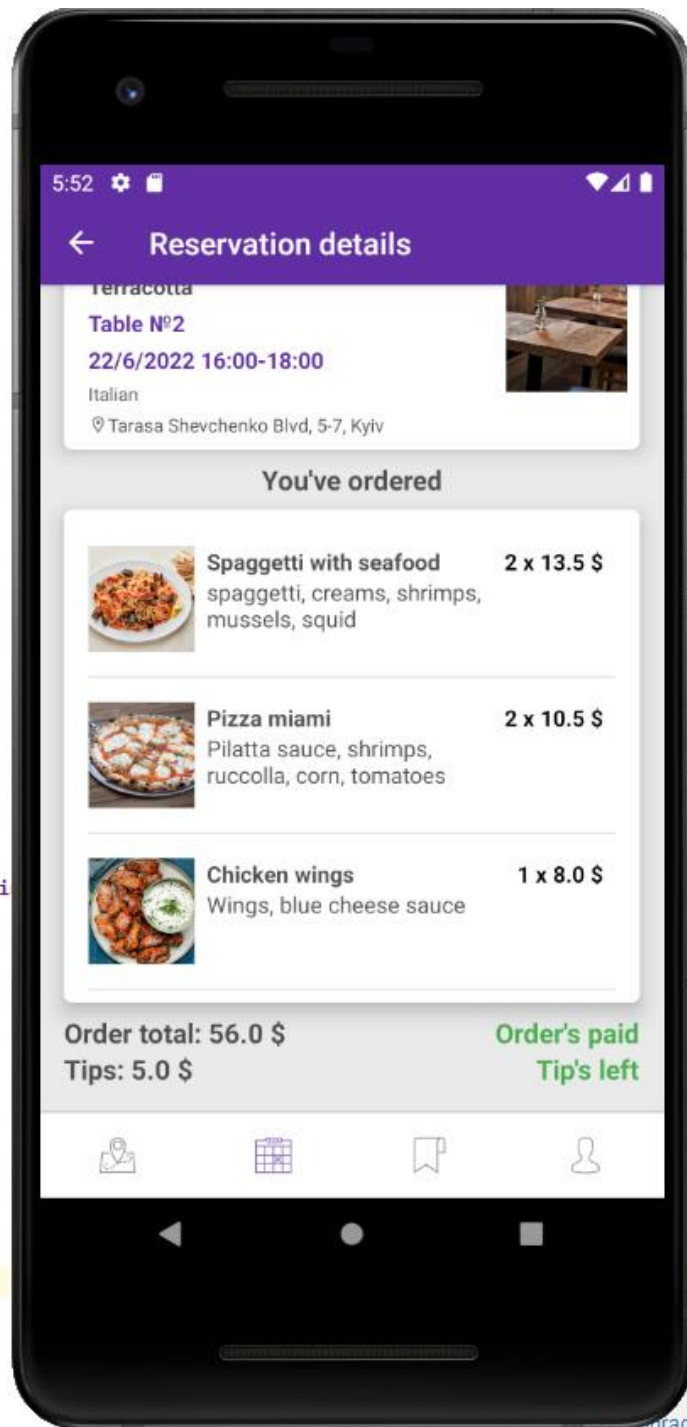 5:52
Reservation details
Terracotta
Table Nº2
22/6/2022 16:00-18:00
Italian
Tarasa Shevchenko Blvd, 5-7, Kyiv
You've ordered
Spaggetti with seafood 2 x 13.5 $
spaggetti, creams, shrimps,
mussels, squid
Pizza miami 2 x 10.5 $
Pilatta sauce, shrimps,
ruccolla, corn, tomatoes
Chicken wings 1 x 8.0 $
Wings, blue cheese sauce
Order total: 56.0 $ Order's paid
Tips: 5.0 $ Tip's left